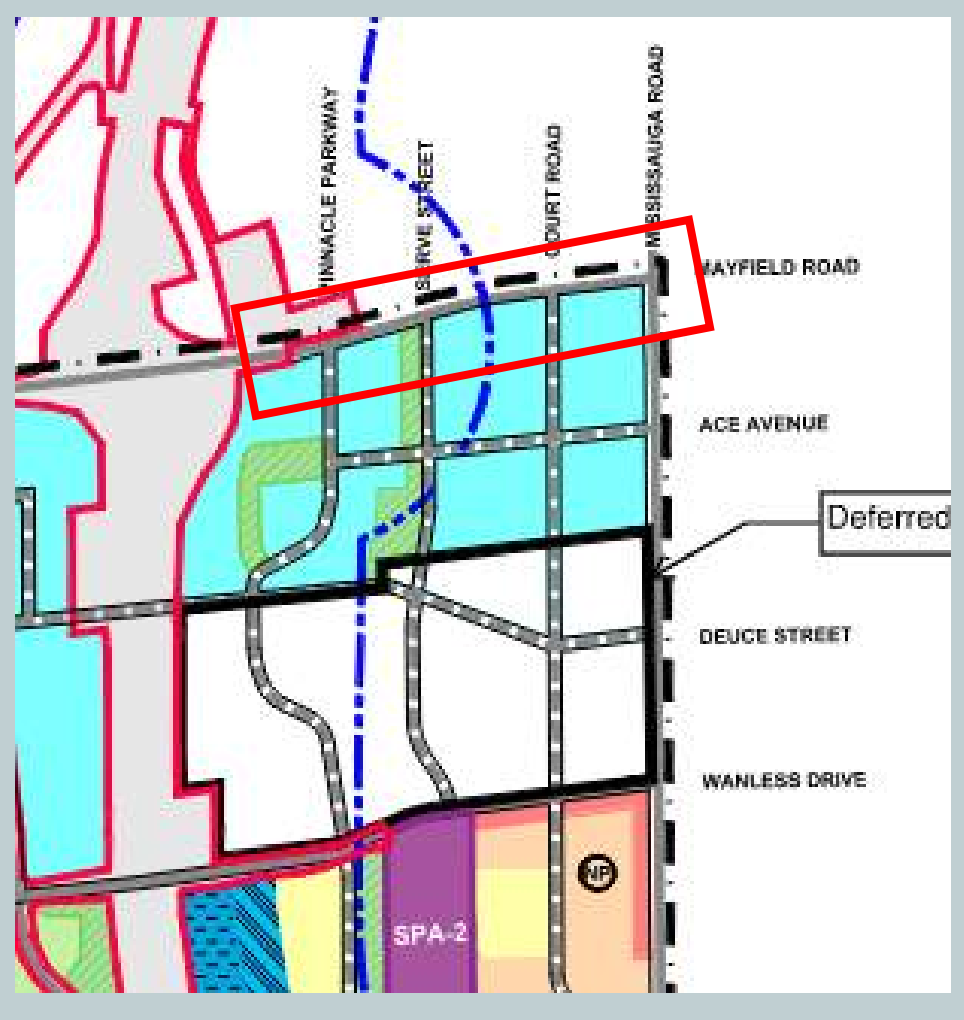 PINNACLE PARKWAY
SERVE STREET
COURT ROAD
MISSISSAUGA ROAD
MAYFIELD ROAD
ACE AVENUE
Deferred
DEUCE STREET
WANLESS DRIVE
NP
SPA-2